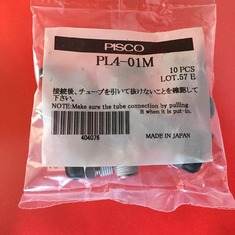 PISCO
PL4-01M
10 PCS
LOT.57 E
接続後、チューブを引いて抜けないことを確認して
下さい。
NOTE:Make sure the tube connection by pulling
it when it is put-in.
404076
MADE IN JAPAN